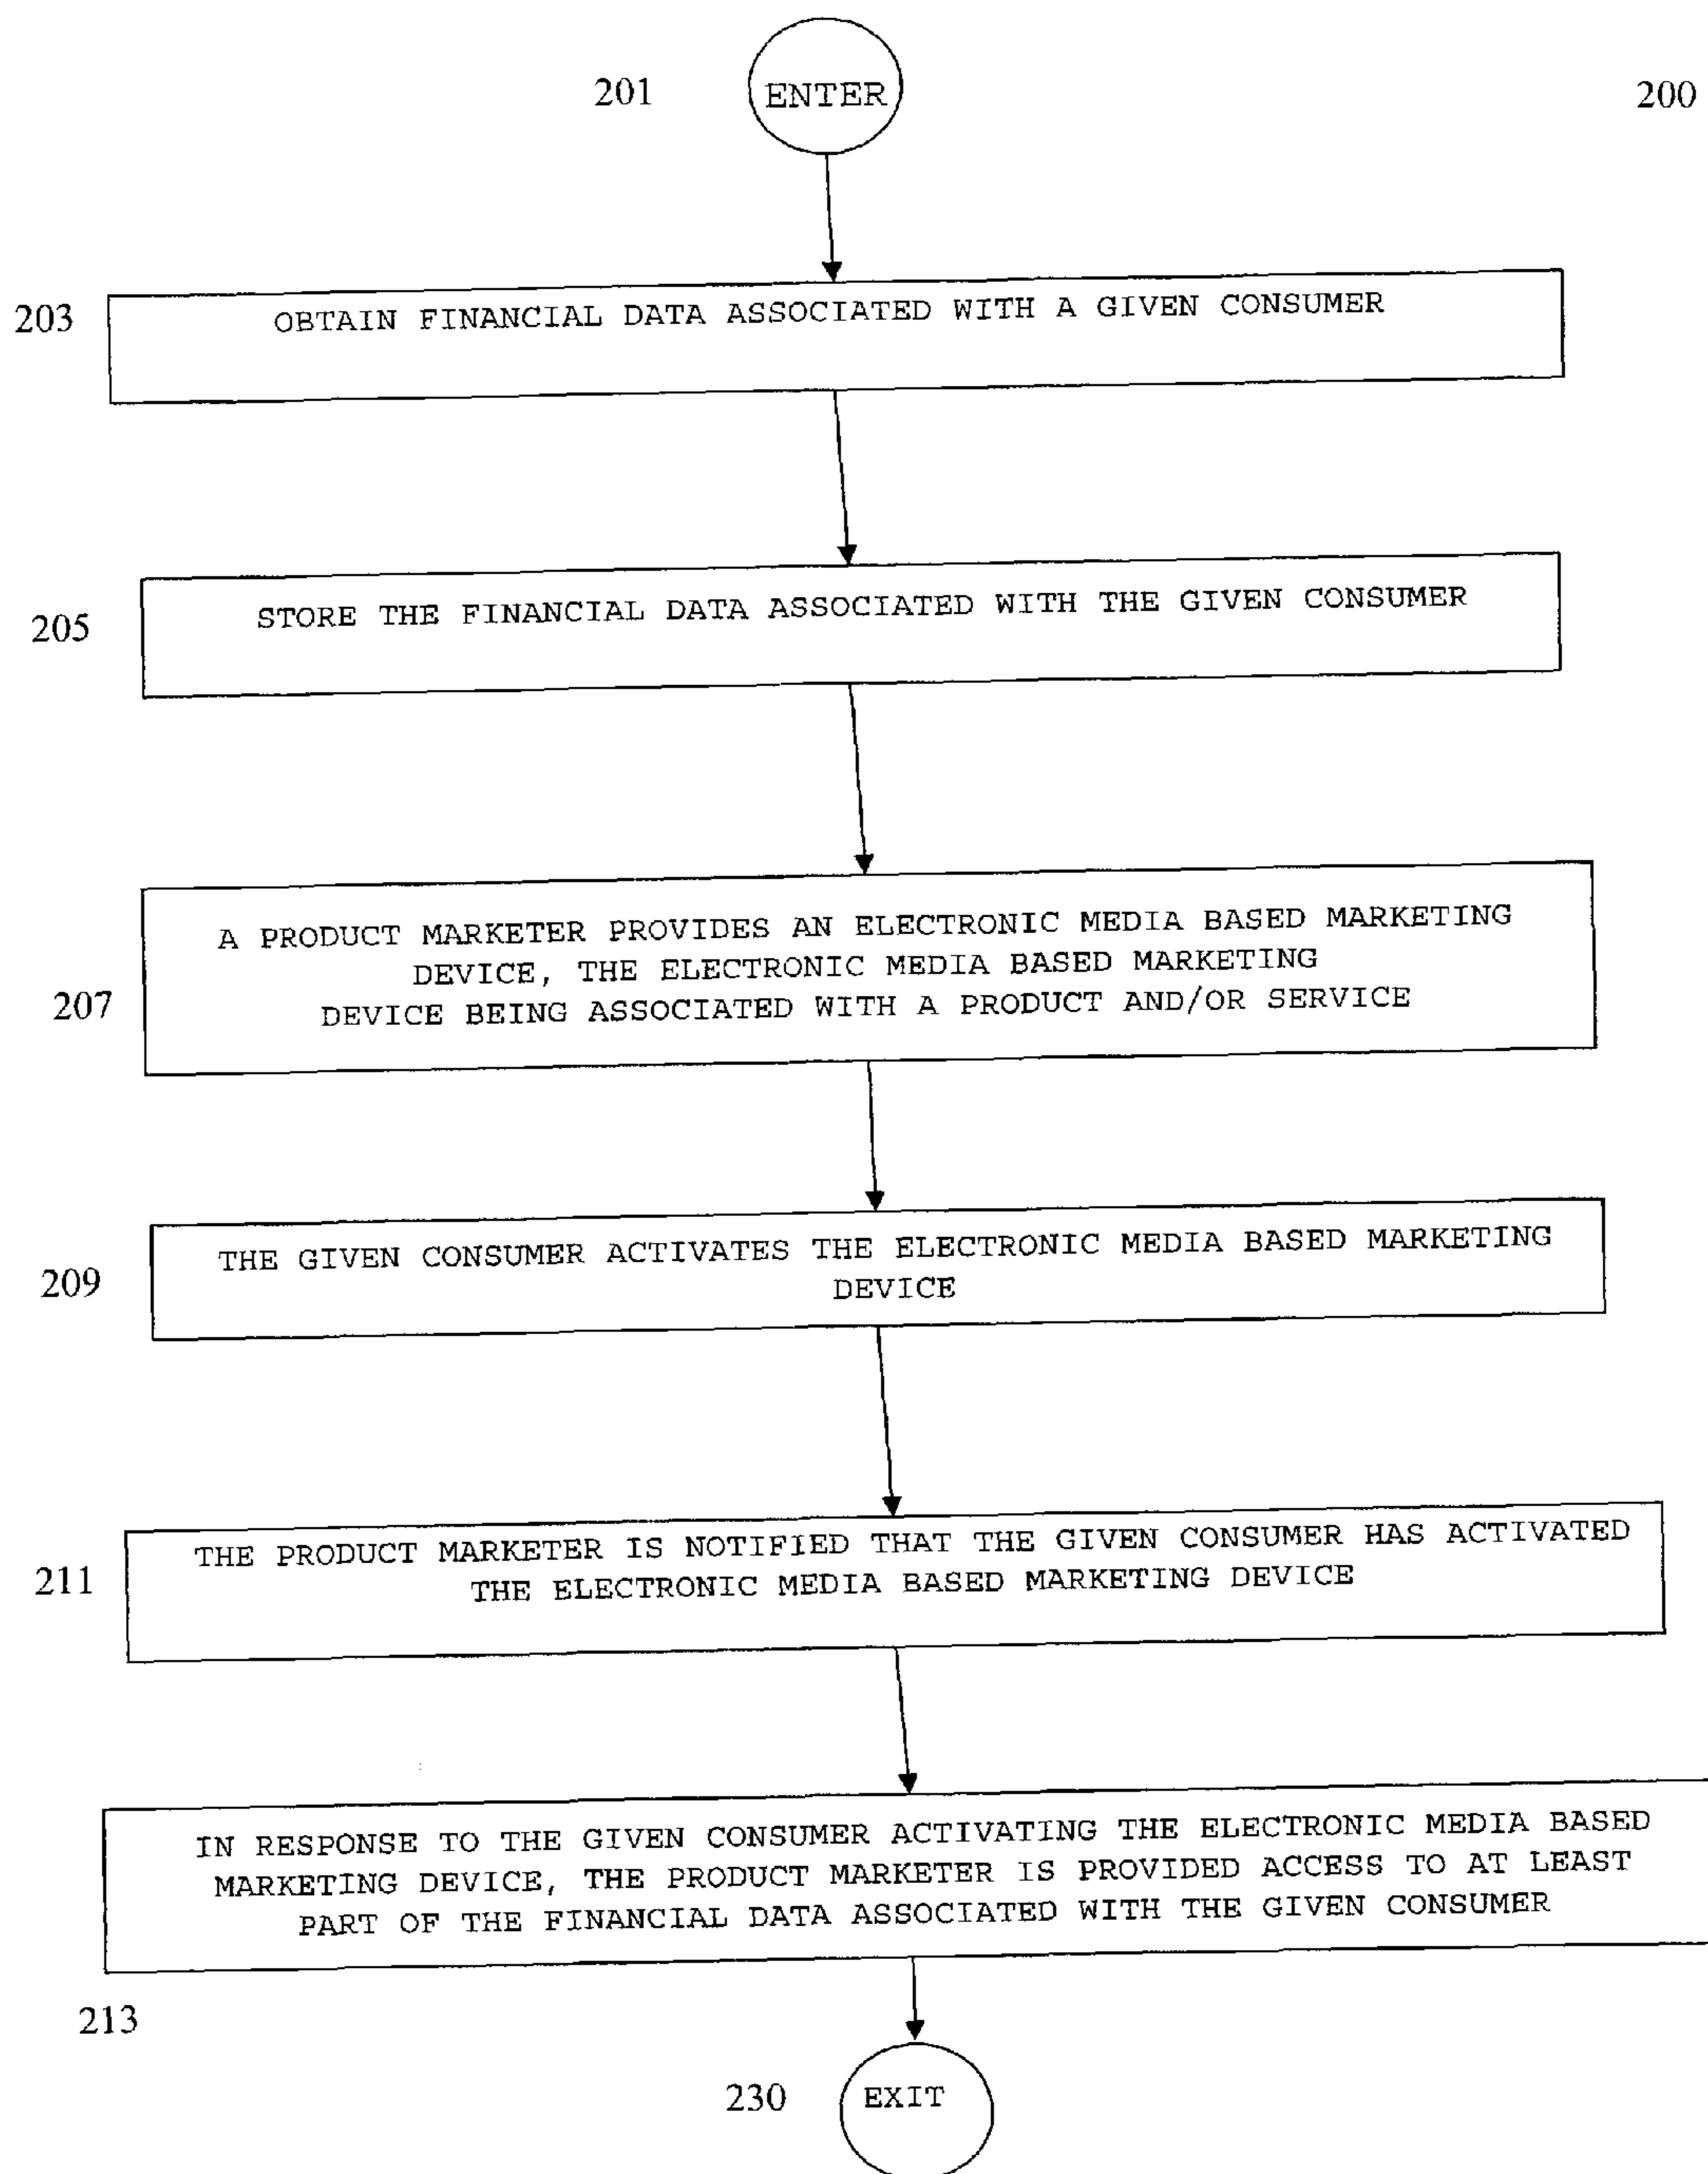 201
ENTER
200
203
OBTAIN FINANCIAL DATA ASSOCIATED WITH A GIVEN CONSUMER
205
STORE THE FINANCIAL DATA ASSOCIATED WITH THE GIVEN CONSUMER
207
A PRODUCT MARKETER PROVIDES AN ELECTRONIC MEDIA BASED MARKETING
DEVICE, THE ELECTRONIC MEDIA BASED MARKETING
DEVICE BEING ASSOCIATED WITH A PRODUCT AND/OR SERVICE
209
THE GIVEN CONSUMER ACTIVATES THE ELECTRONIC MEDIA BASED MARKETING
DEVICE
211
THE PRODUCT MARKETER IS NOTIFIED THAT THE GIVEN CONSUMER HAS ACTIVATED
THE ELECTRONIC MEDIA BASED MARKETING DEVICE
IN RESPONSE TO THE GIVEN CONSUMER ACTIVATING THE ELECTRONIC MEDIA BASED
MARKETING DEVICE, THE PRODUCT MARKETER IS PROVIDED ACCESS TO AT LEAST
PART OF THE FINANCIAL DATA ASSOCIATED WITH THE GIVEN CONSUMER
213
230
EXIT